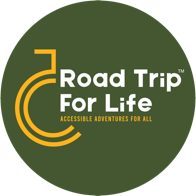 Road Trip™
For Life
ACCESSIBLE ADVENTURES FOR ALL